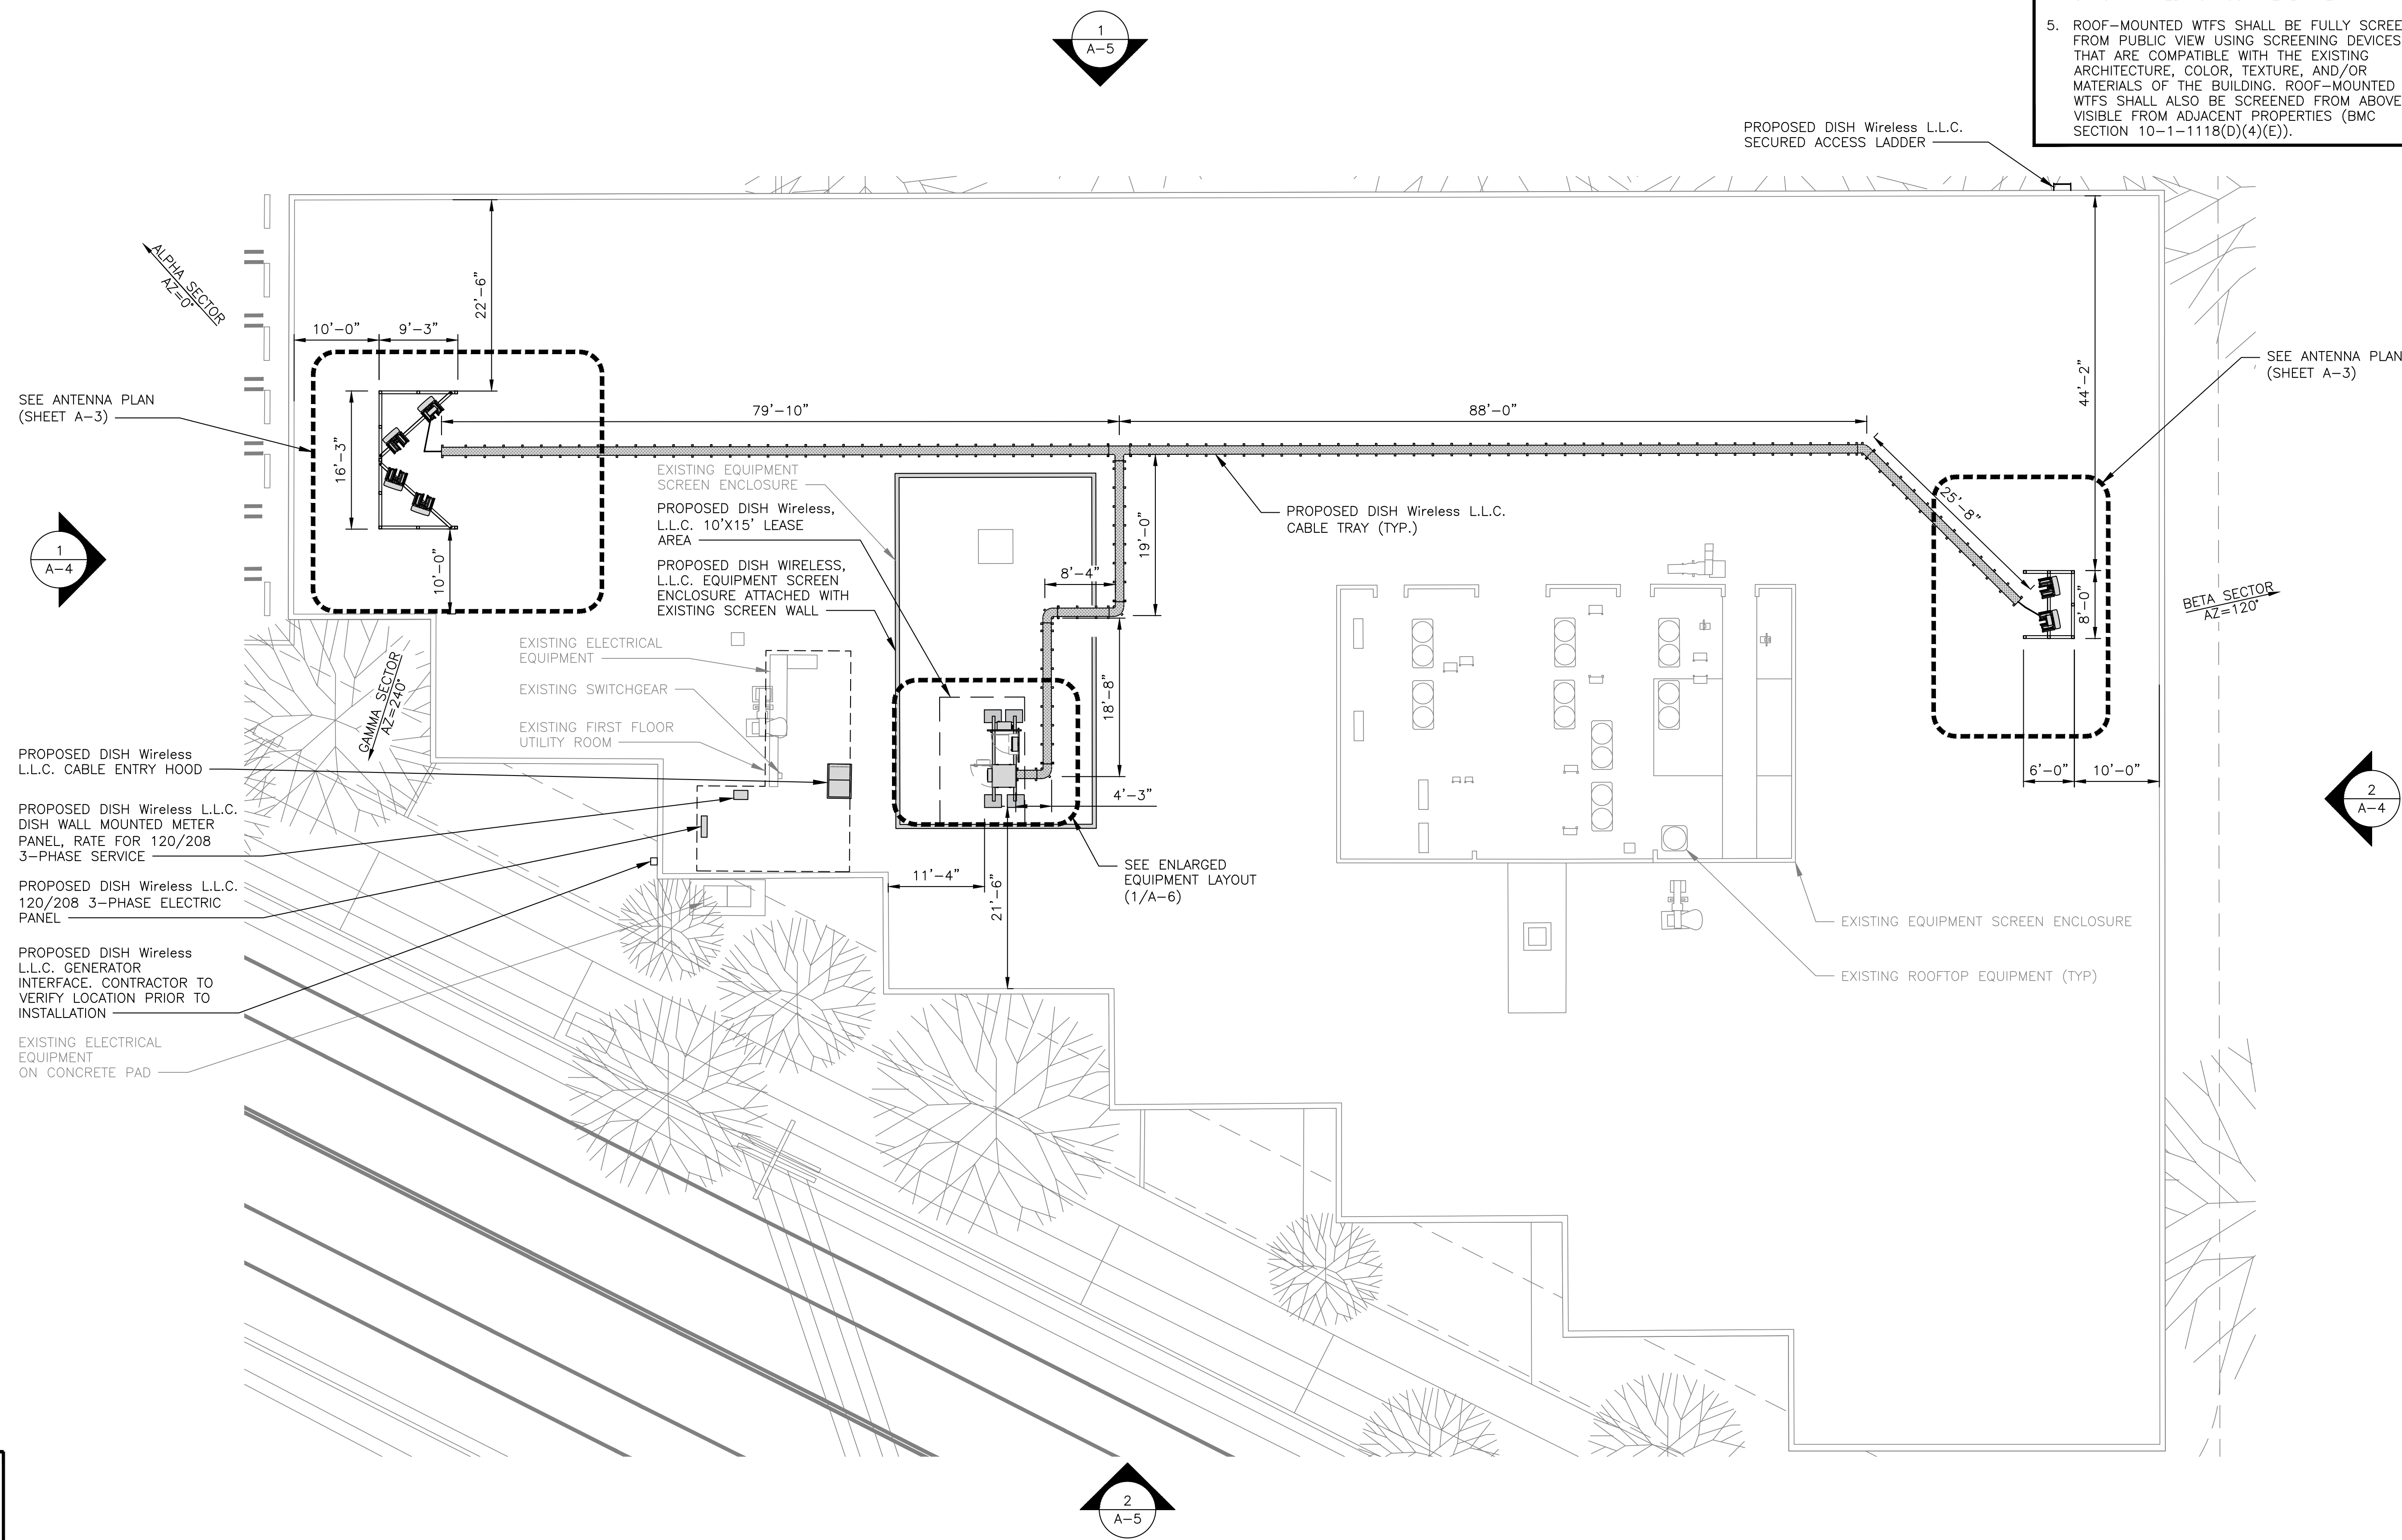 1
A-5
5. ROOF-MOUNTED WTFS SHALL BE FULLY
FROM PUBLIC VIEW USING SCREENING DEVICES
THAT ARE COMPATIBLE WITH THE EXISTING
ARCHITECTURE, COLOR, TEXTURE, AND/OR
MATERIALS OF THE BUILDING. ROOF-MOUNTED
WTFS SHALL ALSO BE SCREENED FROM ABOVE
VISIBLE FROM ADJACENT PROPERTIES (BMC
SECTION 10-1-1118(D)(4)(E)).
PROPOSED DISH Wireless L.L.C.
SECURED ACCESS LADDER
ALPHA SECTOR
AZ=0°
22'-6"
10'-0"
9'-3"
16'-3"
10'-0"
SEE ANTENNA PLAN
(SHEET A-3)
79'-10"
88'-0"
44'-2"
SEE ANTENNA PLAN
(SHEET A-3)
EXISTING EQUIPMENT
SCREEN ENCLOSURE
PROPOSED DISH Wireless,
L.L.C. 10'X15' LEASE
AREA
PROPOSED DISH WIRELESS,
L.L.C. EQUIPMENT SCREEN
ENCLOSURE ATTACHED WITH
EXISTING SCREEN WALL
PROPOSED DISH Wireless L.L.C.
CABLE TRAY (TYP.)
19'-0"
8'-4"
18'-8"
4'-3"
25'-8"
8'-0"
BETA SECTOR
AZ=120°
6'-0"
10'-0"
1
A-4
2
A-4
EXISTING ELECTRICAL
EQUIPMENT
EXISTING SWITCHGEAR
EXISTING FIRST FLOOR
UTILITY ROOM
GAMMA SECTOR
AZ=240°
PROPOSED DISH Wireless
L.L.C. CABLE ENTRY HOOD
PROPOSED DISH Wireless L.L.C.
DISH WALL MOUNTED METER
PANEL, RATE FOR 120/208
3-PHASE SERVICE
PROPOSED DISH Wireless L.L.C.
120/208 3-PHASE ELECTRIC
PANEL
PROPOSED DISH Wireless
L.L.C. GENERATOR
INTERFACE. CONTRACTOR TO
VERIFY LOCATION PRIOR TO
INSTALLATION
EXISTING ELECTRICAL
EQUIPMENT
ON CONCRETE PAD
11'-4"
21'-6"
SEE ENLARGED
EQUIPMENT LAYOUT
(1/A-6)
EXISTING EQUIPMENT SCREEN ENCLOSURE
EXISTING ROOFTOP EQUIPMENT (TYP)
2
A-5